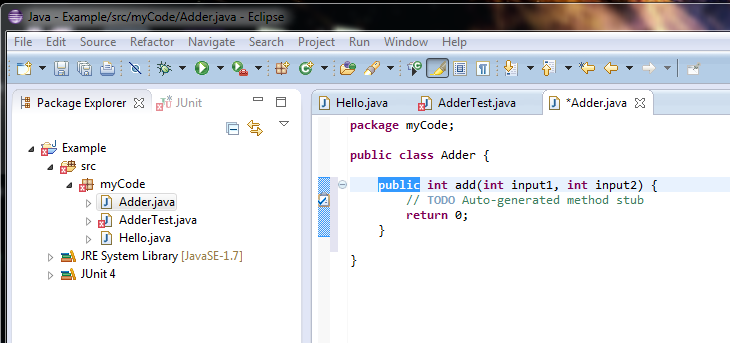 Java - Example/src/myCode/Adder.java - Eclipse
File Edit Source Refactor Navigate Search Project Run Window Help
Package Explorer JUnit
Example
src
myCode
Adder.java
AdderTest.java
Hello.java
JRE System Library [JavaSE-1.7]
JUnit 4
Hello.java AdderTest.java *Adder.java
package myCode;
public class Adder {
public int add(int input1, int input2) {
// TODO Auto-generated method stub
return 0;
}
}